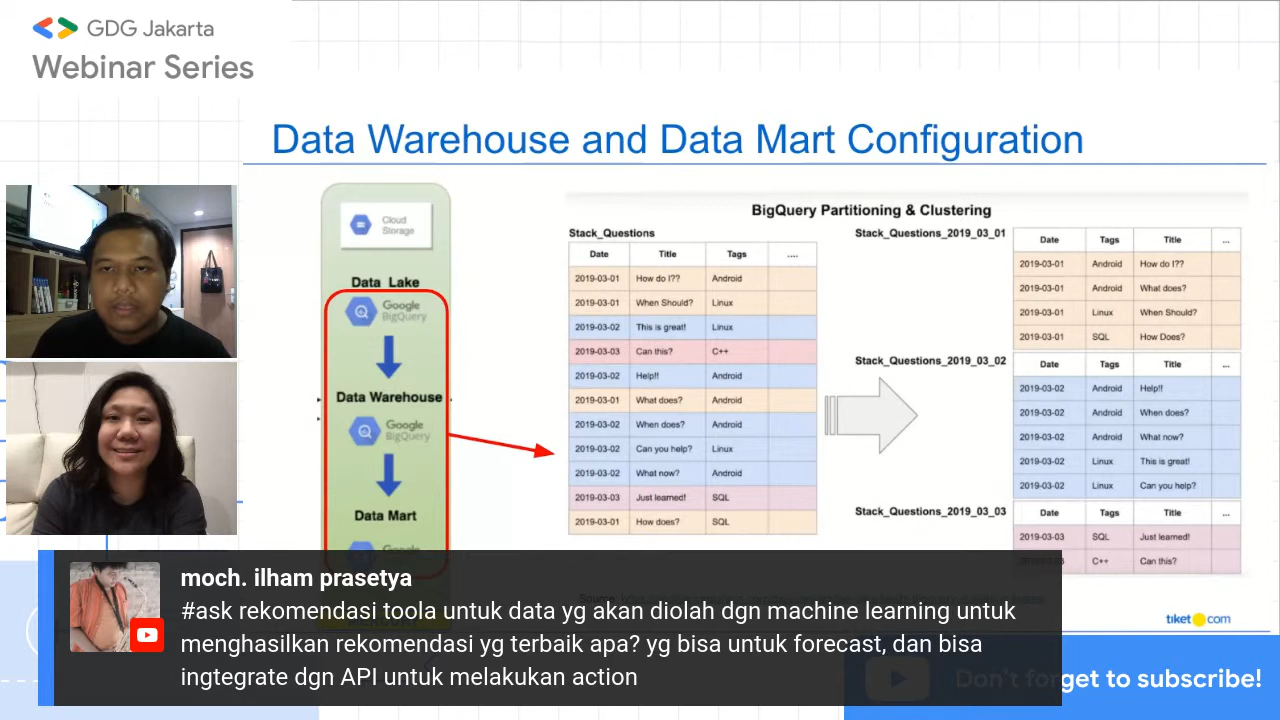 GDG Jakarta
Webinar Series
Data Warehouse and Data Mart Configuration
Cloud
Storage
Data Lake
Google
BigQuery
Data Warehouse
Google
BigQuery
Data Mart
BigQuery Partitioning & Clustering
Stack_Questions
Date Title Tags ....
2019-03-01 How do I?? Android
2019-03-01 When Should? Linux
2019-03-02 This is great! Linux
2019-03-03 Can this? C++
2019-03-02 Help!! Android
2019-03-01 What does? Android
2019-03-02 When does? Android
2019-03-02 Can you help? Linux
2019-03-02 What now? Android
2019-03-03 Just learned! SQL
2019-03-01 How does? SQL
Stack_Questions_2019_03_01
Date Tags Title ...
2019-03-01 Android How do I??
2019-03-01 Android What does?
2019-03-01 Linux When Should?
2019-03-01 SQL How Does?
Stack_Questions_2019_03_02
Date Tags Title ...
2019-03-02 Android Help!!
2019-03-02 Android When does?
2019-03-02 Android What now?
2019-03-02 Linux This is great!
2019-03-02 Linux Can you help?
Stack_Questions_2019_03_03
Date Tags Title ...
2019-03-03 SQL Just learned!
2019-03-03 C++ Can this?
tiket com
moch. ilham prasetya
#ask rekomendasi toola untuk data yg akan diolah dgn machine learning untuk
menghasilkan rekomendasi yg terbaik apa? yg bisa untuk forecast, dan bisa
ingtegrate dgn API untuk melakukan action
Don't forget to subscribe!